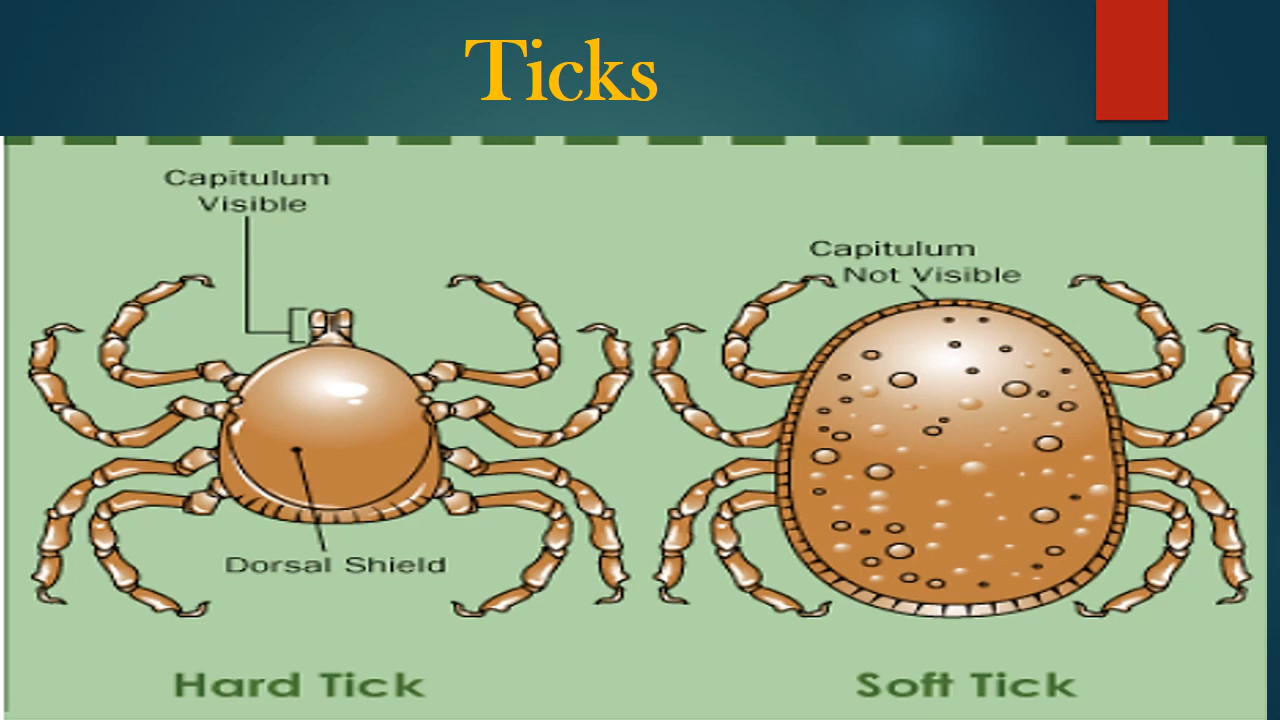 Ticks
Capitulum
Visible
Capitulum
Not Visible
Dorsal Shield
Hard Tick
Soft Tick